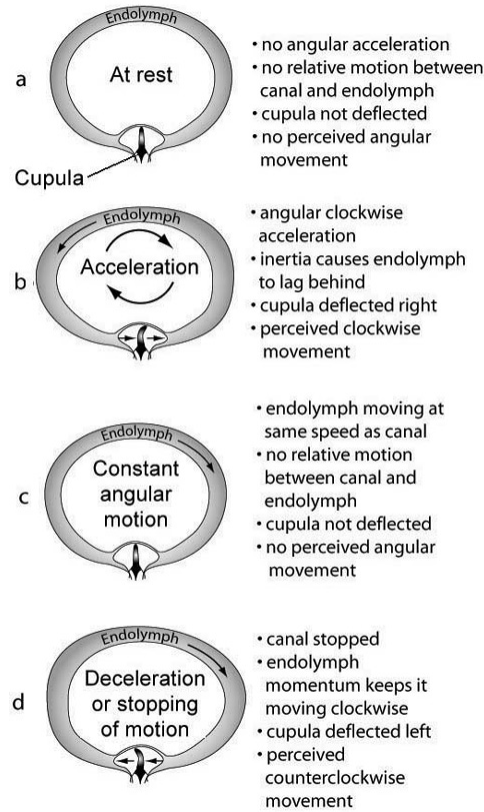 Endolymph
a
At rest
Cupula
• no angular acceleration
• no relative motion between
canal and endolymph
• cupula not deflected
• no perceived angular
movement
Endolymph
b
Acceleration
• angular clockwise
acceleration
• inertia causes endolymph
to lag behind
• cupula deflected right
• perceived clockwise
movement
Endolymph
c
Constant
angular
motion
• endolymph moving at
same speed as canal
• no relative motion
between canal and
endolymph
• cupula not deflected
• no perceived angular
movement
Endolymph
d
Deceleration
or stopping
of motion
• canal stopped
• endolymph
momentum keeps it
moving clockwise
• cupula deflected left
• perceived
counterclockwise
movement